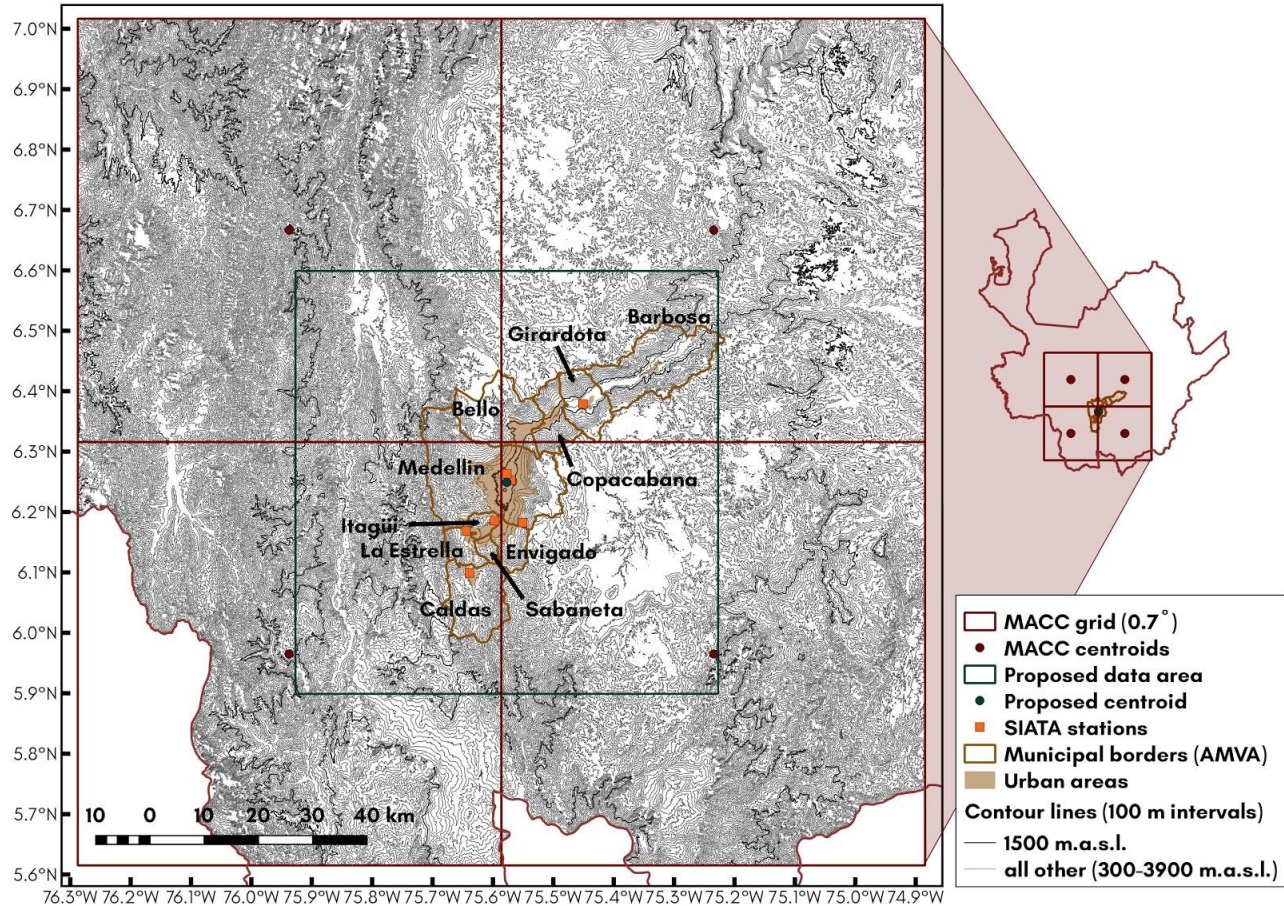 7.0°N
6.9°N
6.8°N
6.7°N
6.6°N
6.5°N
6.4°N
6.3°N
6.2°N
6.1°N
6.0°N
5.9°N
5.8°N
5.7°N
5.6°N
Barbosa
Girardota
Bello
Medellin
Copacabana
Itagüi
La Estrella
Envigado
Caldas
Sabaneta
10 0 10 20 30 40 km
76.3°W 76.2°W 76.1°W 76.0°W 75.9°W 75.8°W 75.7°W 75.6°W 75.5°W 75.4°W 75.3°W 75.2°W 75.1°W 75.0°W 74.9°W
MACC grid (0.7°)
MACC centroids
Proposed data area
Proposed centroid
SIATA stations
Municipal borders (AMVA)
Urban areas
Contour lines (100 m intervals)
1500 m.a.s.l.
all other (300-3900 m.a.s.l.)